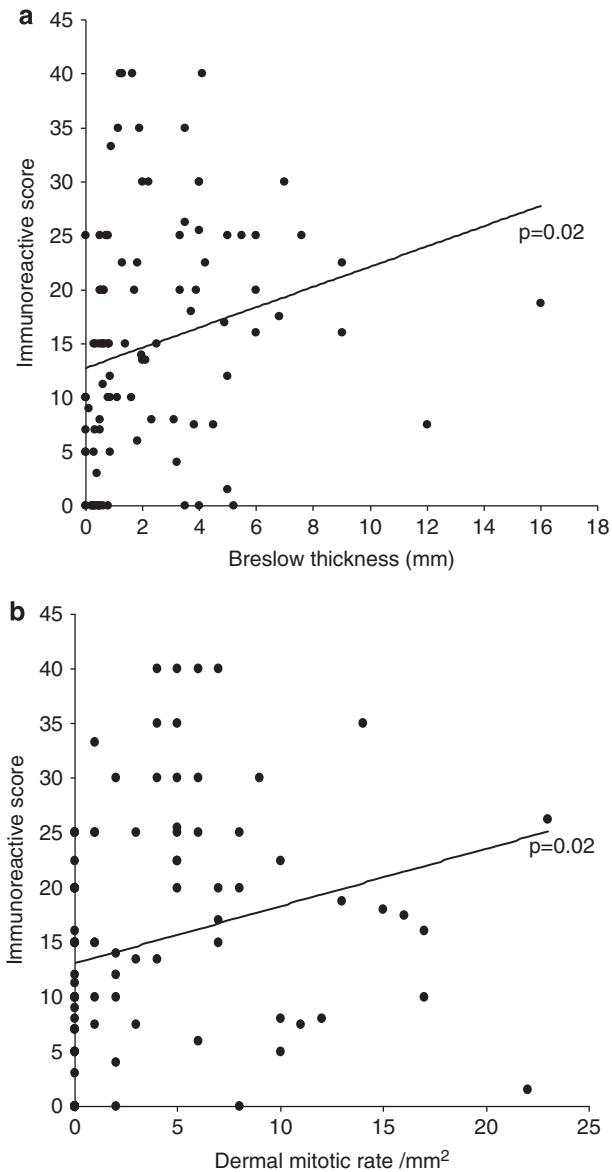 a
45
40
35
30
25
20
15
10
5
0
Immunoreactive score
p=0.02
0 2 4 6 8 10 12 14 16 18
Breslow thickness (mm)
b
45
40
35
30
25
20
15
10
5
0
Immunoreactive score
p=0.02
0 5 10 15 20 25
Dermal mitotic rate /mm²